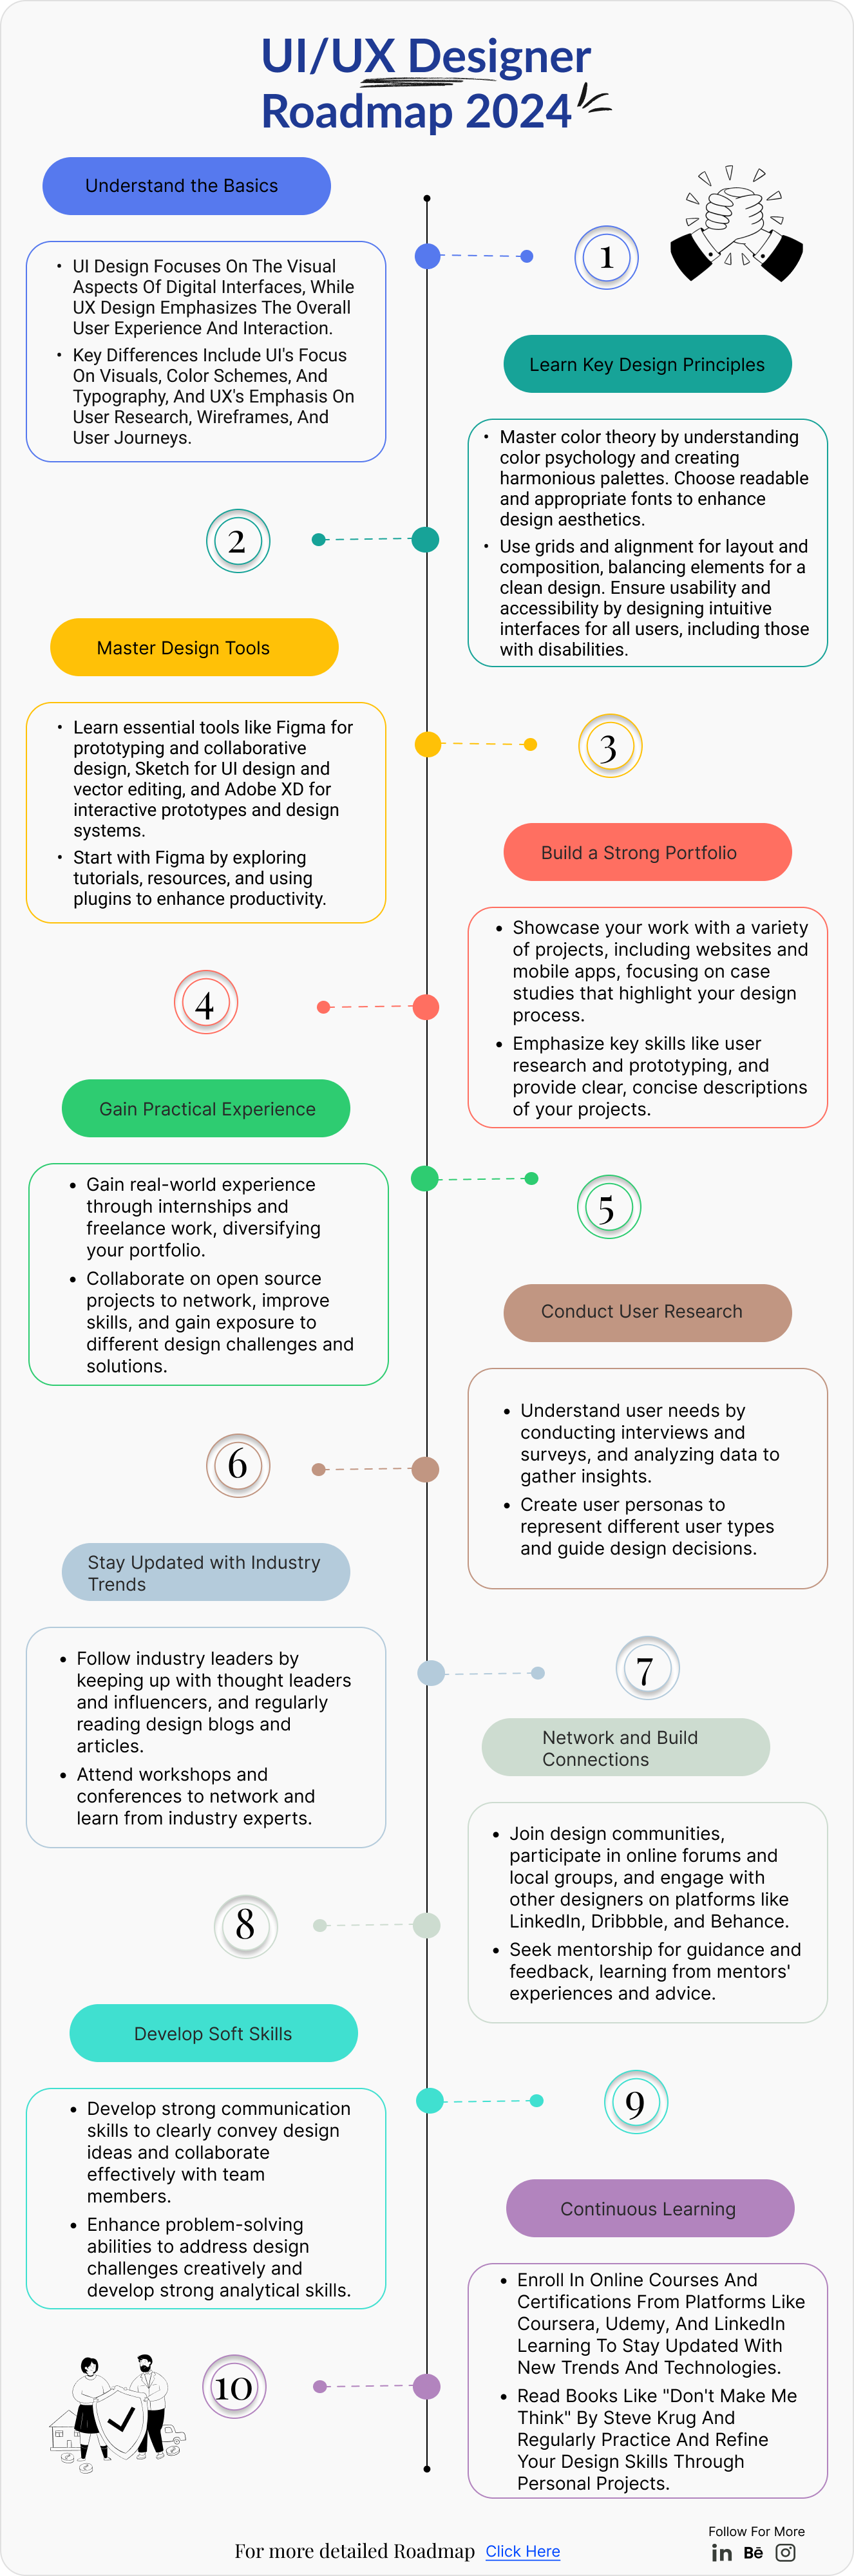 UI/UX Designer
Roadmap 2024
Understand the Basics
1
• UI Design Focuses On The Visual
Aspects Of Digital Interfaces, While
UX Design Emphasizes The Overall
User Experience And Interaction.
• Key Differences Include UI's Focus
On Visuals, Color Schemes, And
Typography, And UX's Emphasis On
User Research, Wireframes, And
User Journeys.
Learn Key Design Principles
2
• Master color theory by understanding
color psychology and creating
harmonious palettes. Choose readable
and appropriate fonts to enhance
design aesthetics.
• Use grids and alignment for layout and
composition, balancing elements for a
clean design. Ensure usability and
accessibility by designing intuitive
interfaces for all users, including those
with disabilities.
Master Design Tools
3
• Learn essential tools like Figma for
prototyping and collaborative
design, Sketch for UI design and
vector editing, and Adobe XD for
interactive prototypes and design
systems.
• Start with Figma by exploring
tutorials, resources, and using
plugins to enhance productivity.
Build a Strong Portfolio
4
• Showcase your work with a variety
of projects, including websites and
mobile apps, focusing on case
studies that highlight your design
process.
• Emphasize key skills like user
research and prototyping, and
provide clear, concise descriptions
of your projects.
Gain Practical Experience
5
• Gain real-world experience
through internships and
freelance work, diversifying
your portfolio.
• Collaborate on open source
projects to network, improve
skills, and gain exposure to
different design challenges and
solutions.
Conduct User Research
6
• Understand user needs by
conducting interviews and
surveys, and analyzing data to
gather insights.
• Create user personas to
represent different user types
and guide design decisions.
Stay Updated with Industry
Trends
7
• Follow industry leaders by
keeping up with thought leaders
and influencers, and regularly
reading design blogs and
articles.
• Attend workshops and
conferences to network and
learn from industry experts.
Network and Build
Connections
8
• Join design communities,
participate in online forums and
local groups, and engage with
other designers on platforms like
LinkedIn, Dribbble, and Behance.
• Seek mentorship for guidance and
feedback, learning from mentors'
experiences and advice.
Develop Soft Skills
9
• Develop strong communication
skills to clearly convey design
ideas and collaborate
effectively with team
members.
• Enhance problem-solving
abilities to address design
challenges creatively and
develop strong analytical skills.
Continuous Learning
10
• Enroll In Online Courses And
Certifications From Platforms Like
Coursera, Udemy, And LinkedIn
Learning To Stay Updated With
New Trends And Technologies.
• Read Books Like "Don't Make Me
Think" By Steve Krug And
Regularly Practice And Refine
Your Design Skills Through
Personal Projects.
For more detailed Roadmap Click Here
Follow For More
in Bē